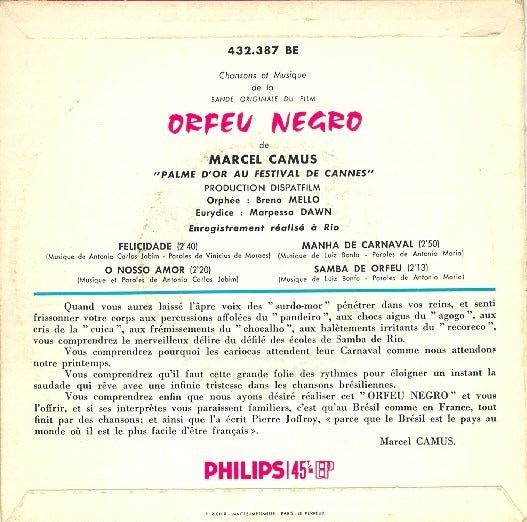 432.387 BE
Chansons et Musique
de la
BANDE ORIGINALE DU FILM
ORFEU NEGRO
de
MARCEL CAMUS
"PALME D'OR AU FESTIVAL DE CANNES"
PRODUCTION DISPATFILM
Orphée : Breno MELLO
Eurydice : Marpessa DAWN
Enregistrement réalisé à Rio
FELICIDADE (2'40)
(Musique de Antonio Carlos Jobim - Paroles de Vinicius de Moraes)
O NOSSO AMOR (2'20)
(Musique et Paroles de Antonio Carlos Jobim)
MANHA DE CARNAVAL (2'50)
(Musique de Luiz Bonfa - Paroles de Antonio Maria)
SAMBA DE ORFEU (2'13)
(Musique de Luiz Bonfa - Paroles de Antonio Maria)
Quand vous aurez laissé l'âpre voix des "surdo-mor" pénétrer dans vos reins, et senti
frissonner votre corps aux percussions affolées du "pandeiro", aux chocs aigus du "agogo", aux
cris de la "cuica", aux frémissements du "chocalho", aux halètements irritants du "recoreco",
vous comprendrez le merveilleux délire du défilé des écoles de Samba de Rio.
Vous comprendrez pourquoi les cariocas attendent leur Carnaval comme nous attendons
notre printemps.
Vous comprendrez qu'il faut cette grande folie des rythmes pour éloigner un instant la
saudade qui rêve avec une infinie tristesse dans les chansons brésiliennes.
Vous comprendrez enfin que nous ayons désiré réaliser cet "ORFEU NEGRO" et vous
l'offrir, et si ses interprètes vous paraissent familiers, c'est qu'au Brésil comme en France, tout
finit par des chansons; et ainsi que l'a écrit Pierre Joffroy, « parce que le Brésil est le pays au
monde où il est le plus facile d'être français ».
Marcel CAMUS.
PHILIPS 45t. EP
PARIS - LE PERREUX